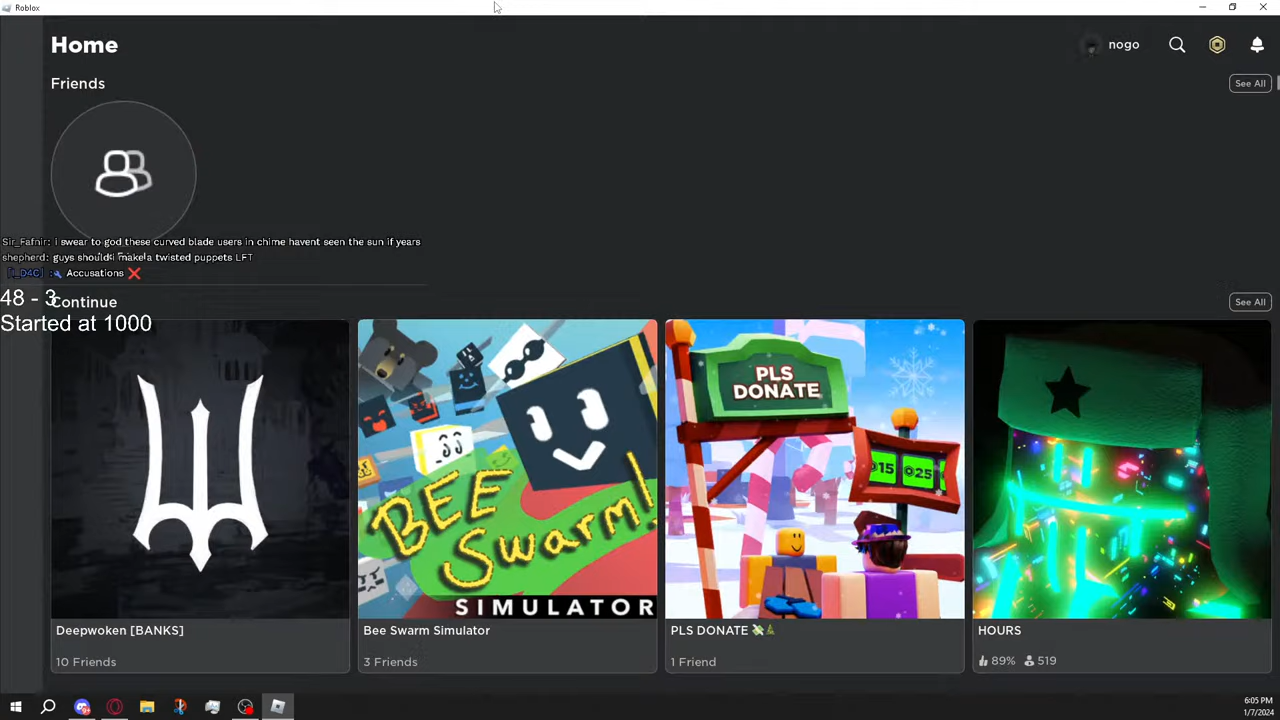 Roblox
Home
nogo
Friends
See All
Sir_Fafnir: i swear to god these curved blade users in chime havent seen the sun if years
shepherd: guys should i make a twisted puppets LFT
[1_D4C] : Accusations ❌
48 - 3
Continue
See All
Started at 1000
PLS
DONATE
15
25
BEE
Swarm!
SIMULATOR
Deepwoken [BANKS]
Bee Swarm Simulator
PLS DONATE 💸🎄
HOURS
10 Friends
3 Friends
1 Friend
89% 519
6:05 PM
1/7/2024